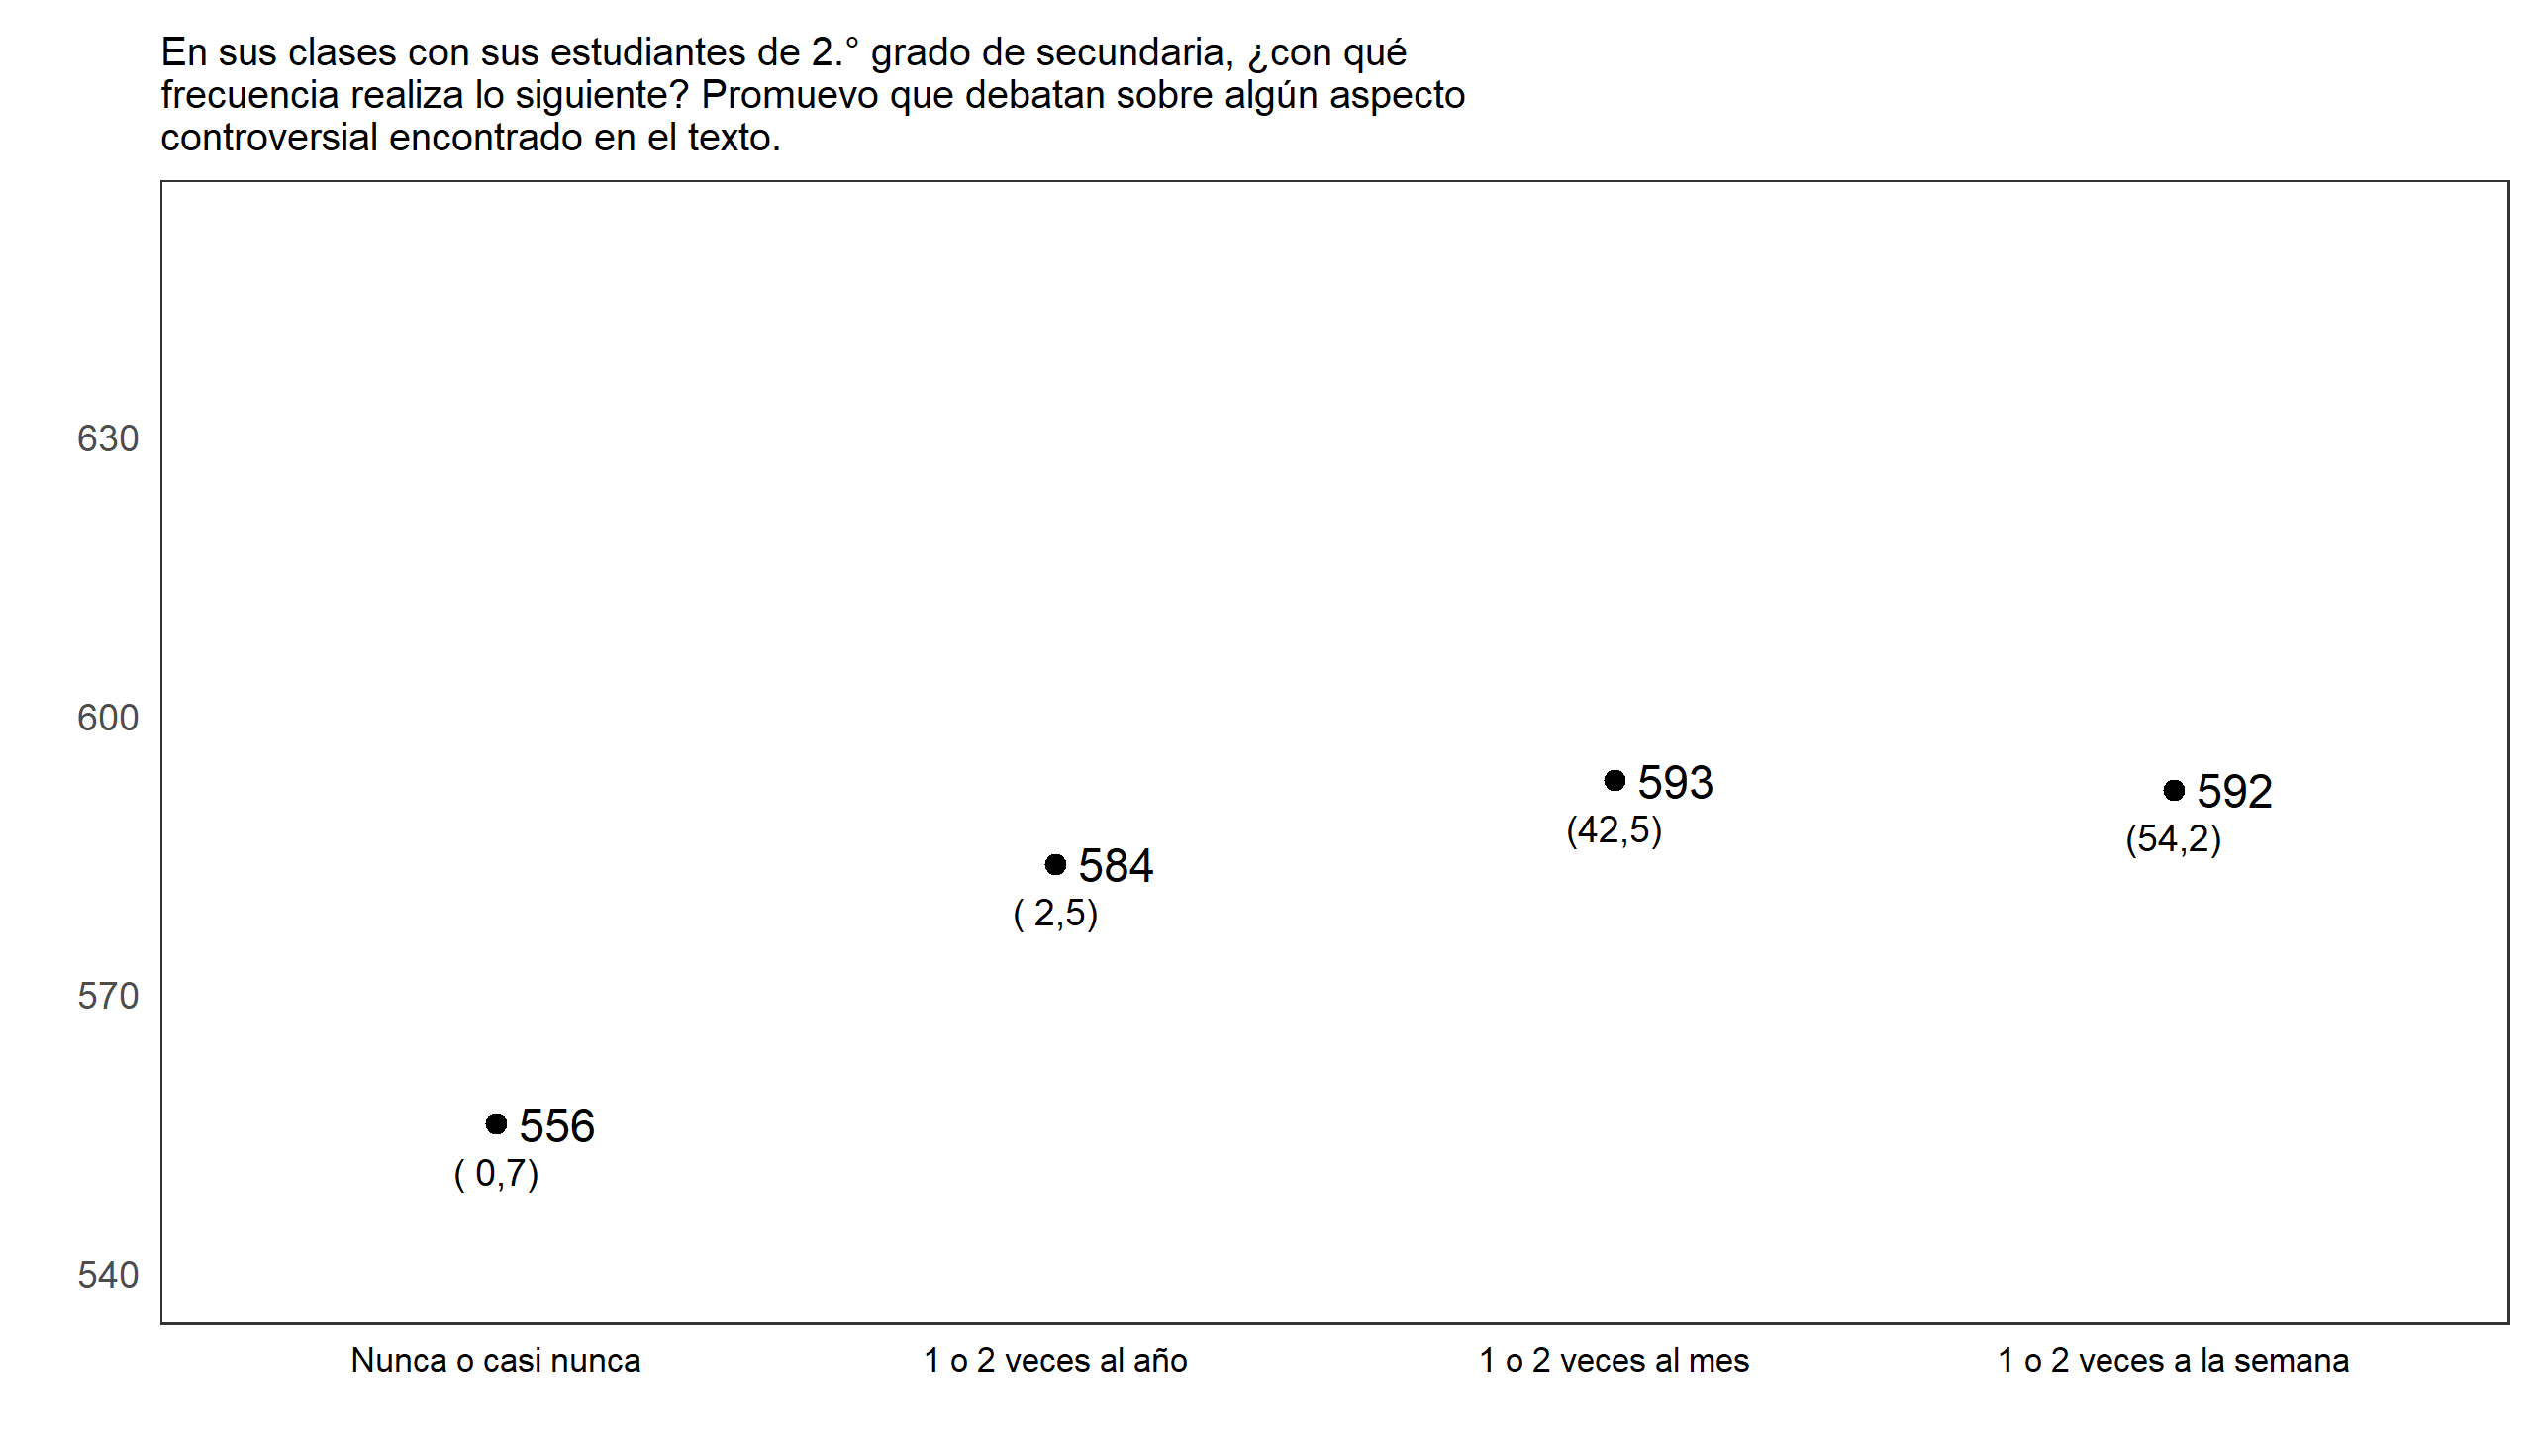 En sus clases con sus estudiantes de 2.° grado de secundaria, ¿con qué
frecuencia realiza lo siguiente? Promuevo que debatan sobre algún aspecto
controversial encontrado en el texto.
630
600
570
540
593
(42,5)
592
(54,2)
584
( 2,5)
556
( 0,7)
Nunca o casi nunca
1 o 2 veces al año
1 o 2 veces al mes
1 o 2 veces a la semana